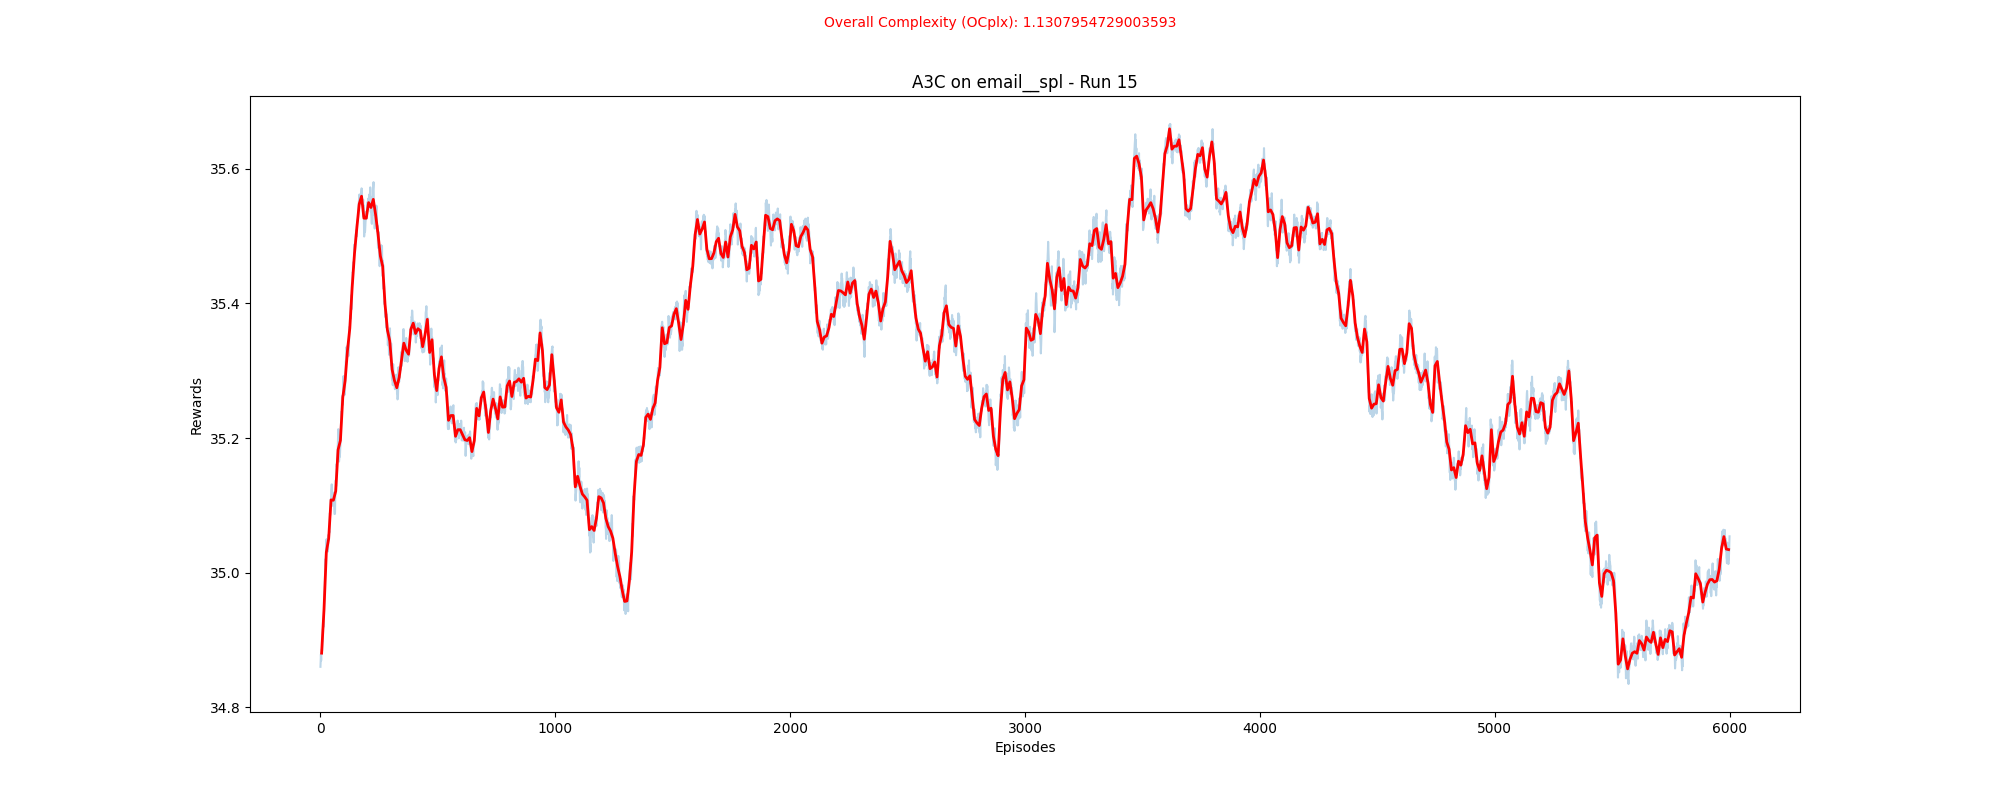 Overall Complexity (OCplx): 1.1307954729003593
A3C on email__spl - Run 15
Rewards
35.6
35.4
35.2
35.0
34.8
0 1000 2000 3000 4000 5000 6000
Episodes